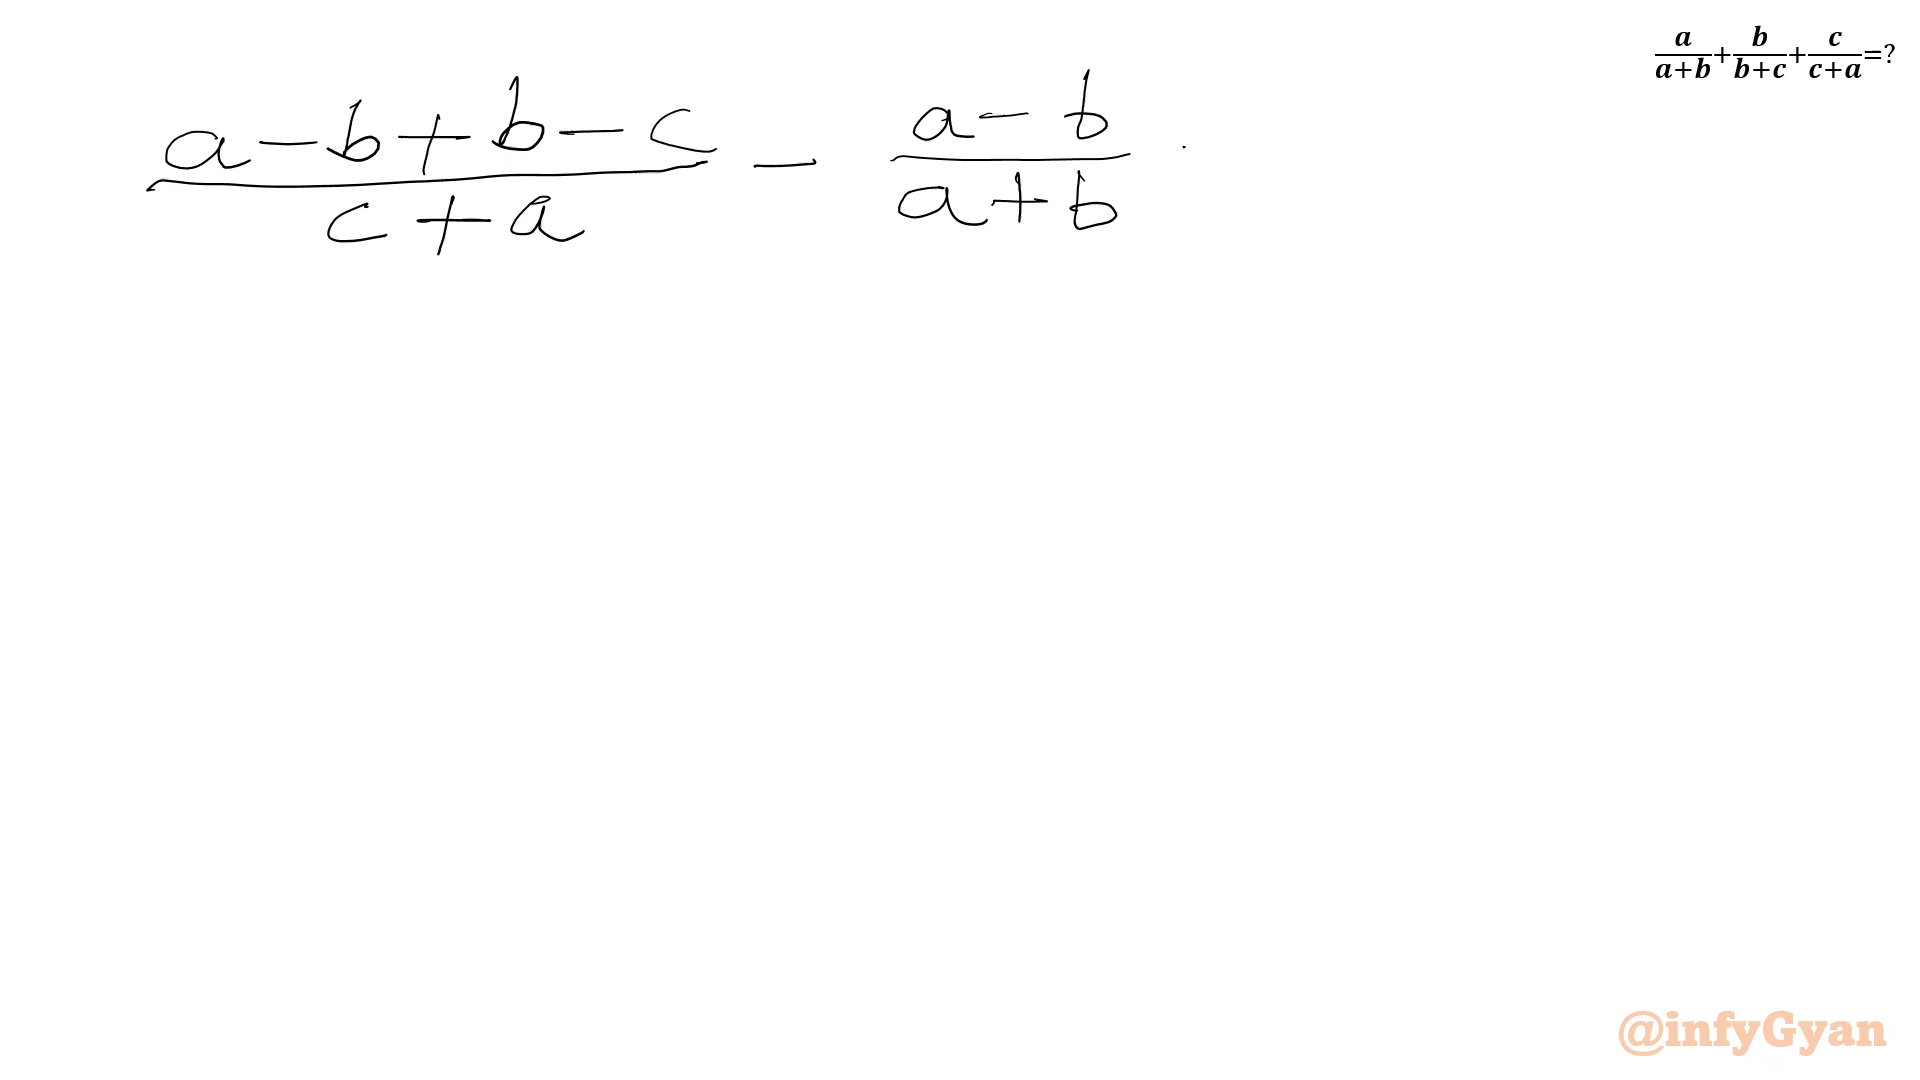 a/(a+b)+b/(b+c)+c/(c+a)=?
(a-b+b-c)/(c+a) - (a-b)/(a+b)
@infyGyan